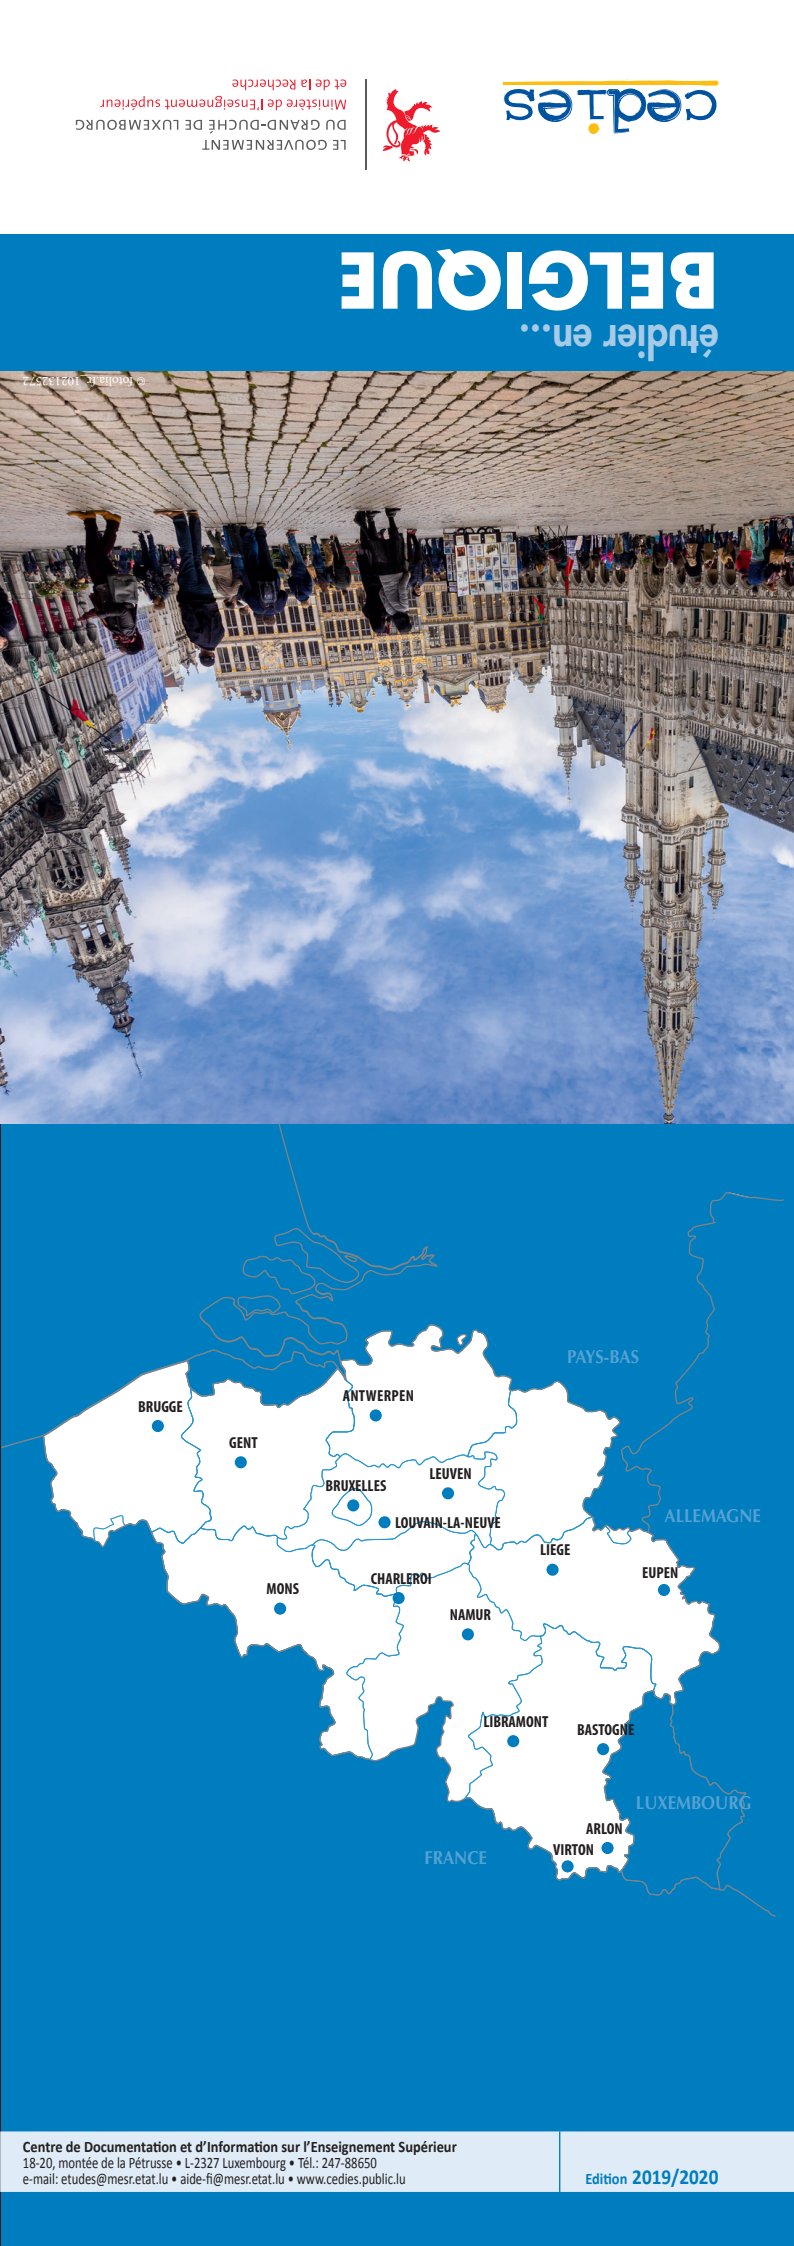 cedies
LE GOUVERNEMENT
DU GRAND-DUCHÉ DE LUXEMBOURG
Ministère de l'Enseignement supérieur
et de la Recherche
étudier en...
BELGIQUE
© fotolia.fr_102132572
PAYS-BAS
ANTWERPEN
BRUGGE
GENT
LEUVEN
BRUXELLES
LOUVAIN-LA-NEUVE
ALLEMAGNE
LIEGE
EUPEN
CHARLEROI
MONS
NAMUR
LIBRAMONT
BASTOGNE
LUXEMBOURG
ARLON
VIRTON
FRANCE
Centre de Documentation et d'Information sur l'Enseignement Supérieur
18-20, montée de la Pétrusse • L-2327 Luxembourg • Tél.: 247-88650
e-mail: etudes@mesr.etat.lu • aide-fi@mesr.etat.lu • www.cedies.public.lu
Edition 2019/2020